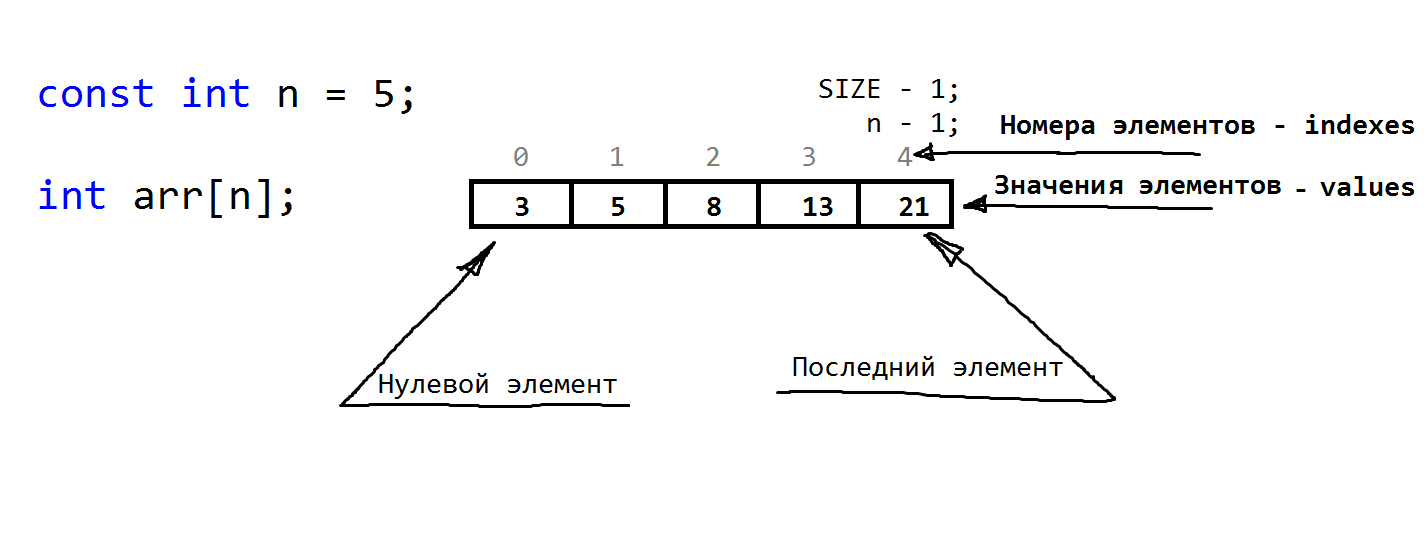 const int n = 5;
int arr[n];
SIZE - 1;
n - 1;
Номера элементов - indexes
0 1 2 3 4
Значения элементов - values
3 5 8 13 21
Нулевой элемент
Последний элемент